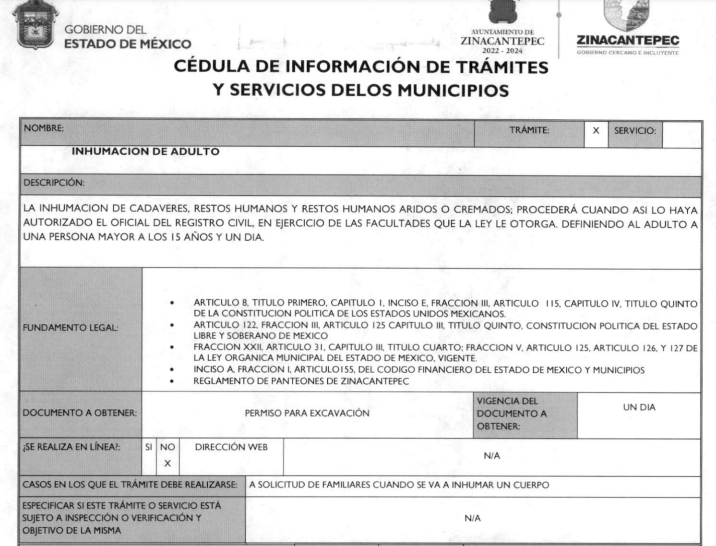 GOBIERNO DEL
ESTADO DE MÉXICO
AYUNTAMIENTO DE
ZINACANTEPEC
2022 - 2024
ZINACANTEPEC
GOBIERNO CERCANO E INCLUYENTE
CÉDULA DE INFORMACIÓN DE TRÁMITES
Y SERVICIOS DELOS MUNICIPIOS
NOMBRE:
TRÁMITE:
X
SERVICIO:
INHUMACION DE ADULTO
DESCRIPCIÓN:
LA INHUMACION DE CADAVERES, RESTOS HUMANOS Y RESTOS HUMANOS ARIDOS O CREMADOS; PROCEDERÁ CUANDO ASI LO HAYA
AUTORIZADO EL OFICIAL DEL REGISTRO CIVIL, EN EJERCICIO DE LAS FACULTADES QUE LA LEY LE OTORGA. DEFINIENDO AL ADULTO A
UNA PERSONA MAYOR A LOS 15 AÑOS Y UN DIA.
FUNDAMENTO LEGAL:
• ARTICULO 8, TITULO PRIMERO, CAPITULO I, INCISO E, FRACCION III, ARTICULO 115, CAPITULO IV, TITULO QUINTO
DE LA CONSTITUCION POLITICA DE LOS ESTADOS UNIDOS MEXICANOS.
• ARTICULO 122, FRACCION III, ARTICULO 125 CAPITULO III, TITULO QUINTO, CONSTITUCION POLITICA DEL ESTADO
LIBRE Y SOBERANO DE MEXICO
• FRACCION XXII, ARTICULO 31, CAPITULO III, TITULO CUARTO; FRACCION V, ARTICULO 125, ARTICULO 126, Y 127 DE
LA LEY ORGANICA MUNICIPAL DEL ESTADO DE MEXICO, VIGENTE.
• INCISO A, FRACCION I, ARTICULO155, DEL CODIGO FINANCIERO DEL ESTADO DE MEXICO Y MUNICIPIOS
• REGLAMENTO DE PANTEONES DE ZINACANTEPEC
DOCUMENTO A OBTENER:
PERMISO PARA EXCAVACIÓN
VIGENCIA DEL
DOCUMENTO A
OBTENER:
UN DIA
¿SE REALIZA EN LÍNEA?:
SI
NO
X
DIRECCIÓN WEB
N/A
CASOS EN LOS QUE EL TRÁMITE DEBE REALIZARSE:
A SOLICITUD DE FAMILIARES CUANDO SE VA A INHUMAR UN CUERPO
ESPECIFICAR SI ESTE TRÁMITE O SERVICIO ESTÁ
SUJETO A INSPECCIÓN O VERIFICACIÓN Y
OBJETIVO DE LA MISMA
N/A